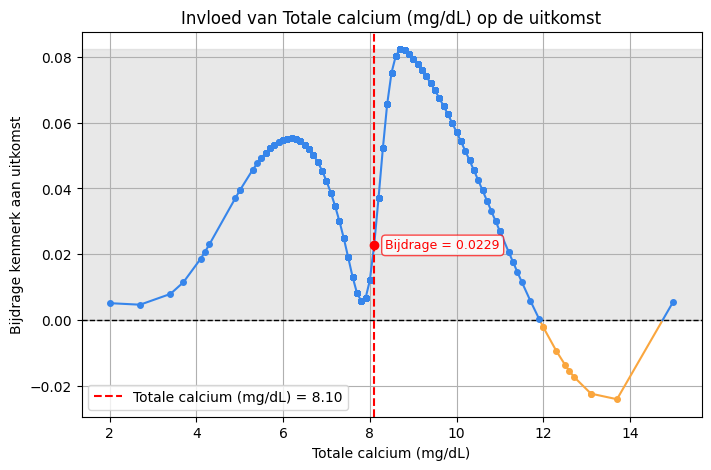 Invloed van Totale calcium (mg/dL) op de uitkomst
Bijdrage kenmerk aan uitkomst
0.08
0.06
0.04
0.02
0.00
−0.02
Bijdrage = 0.0229
Totale calcium (mg/dL) = 8.10
2 4 6 8 10 12 14
Totale calcium (mg/dL)